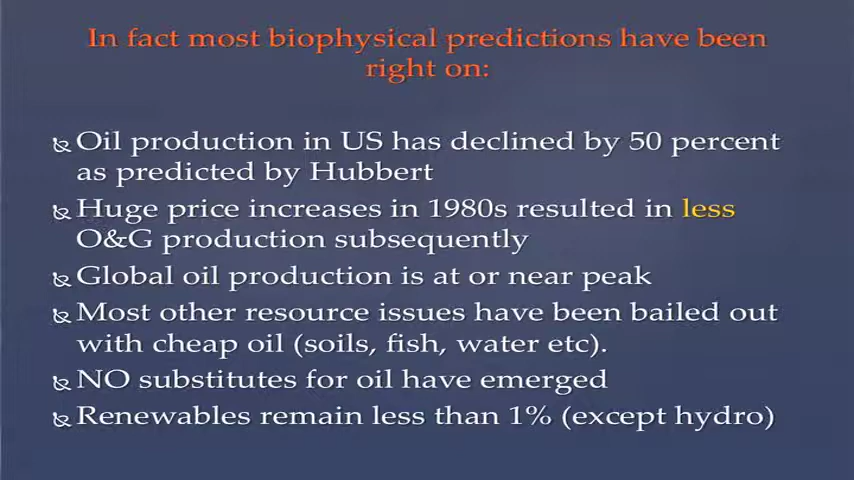 In fact most biophysical predictions have been
right on:
Oil production in US has declined by 50 percent
as predicted by Hubbert
Huge price increases in 1980s resulted in less
O&G production subsequently
Global oil production is at or near peak
Most other resource issues have been bailed out
with cheap oil (soils, fish, water etc).
NO substitutes for oil have emerged
Renewables remain less than 1% (except hydro)